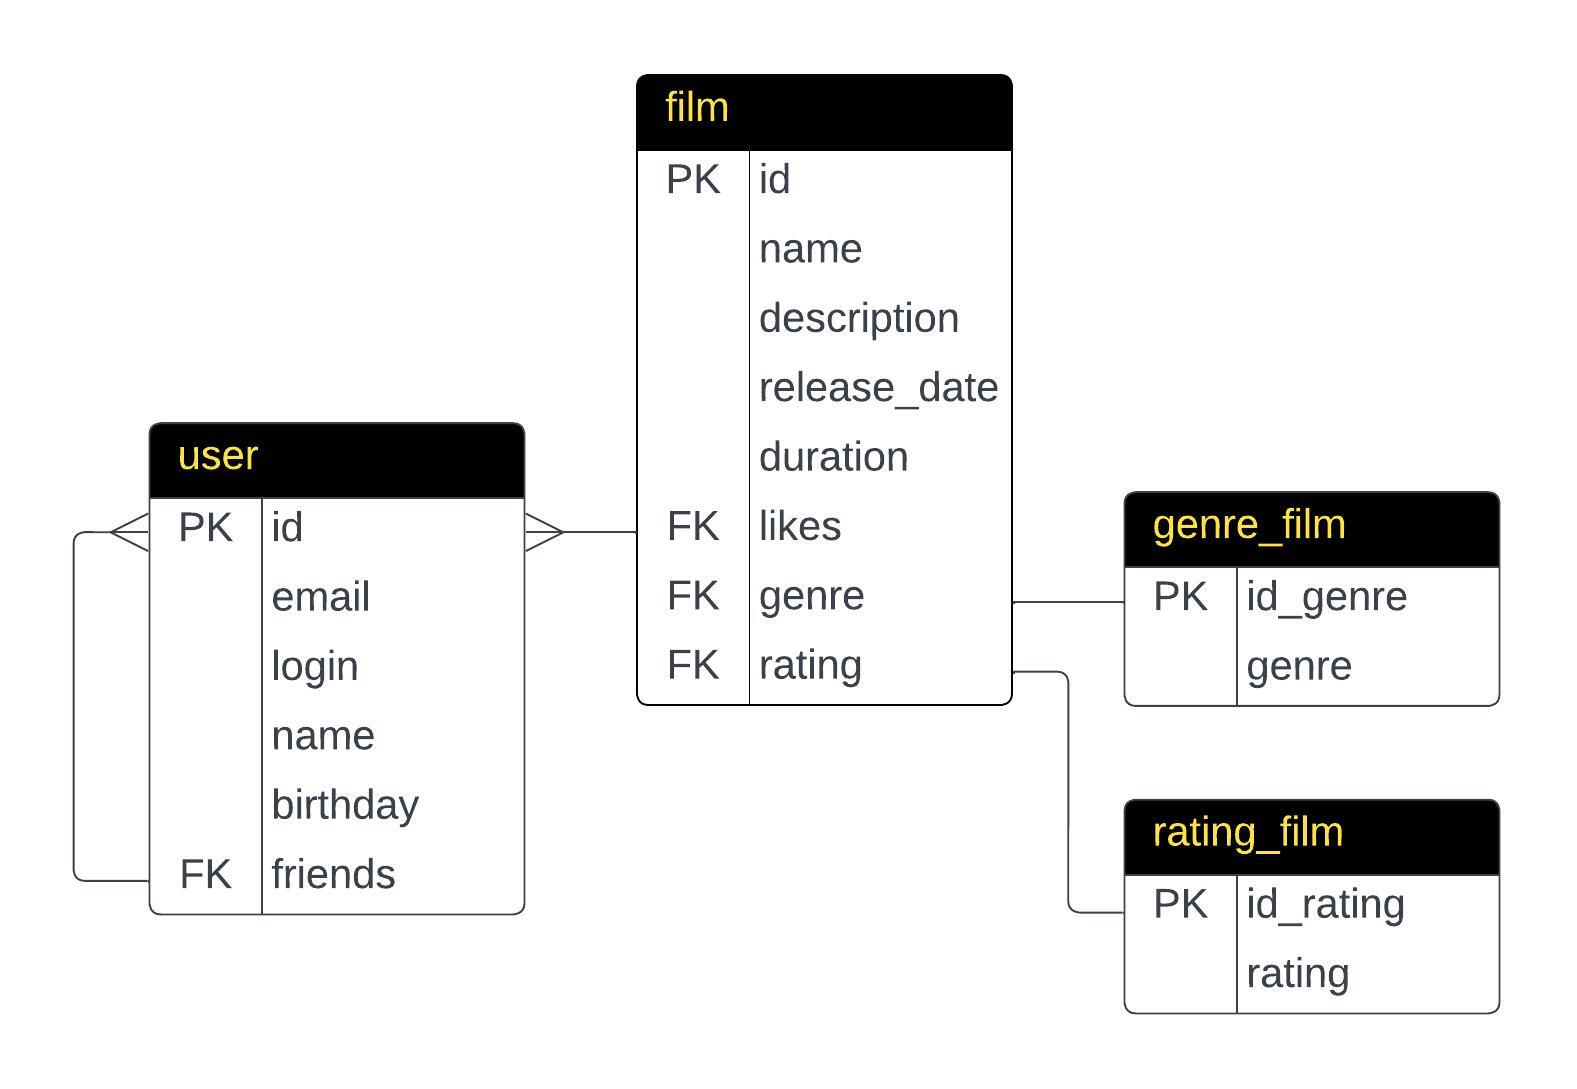 film
PK id
name
description
release_date
duration
FK likes
FK genre
FK rating
user
PK id
email
login
name
birthday
FK friends
genre_film
PK id_genre
genre
rating_film
PK id_rating
rating